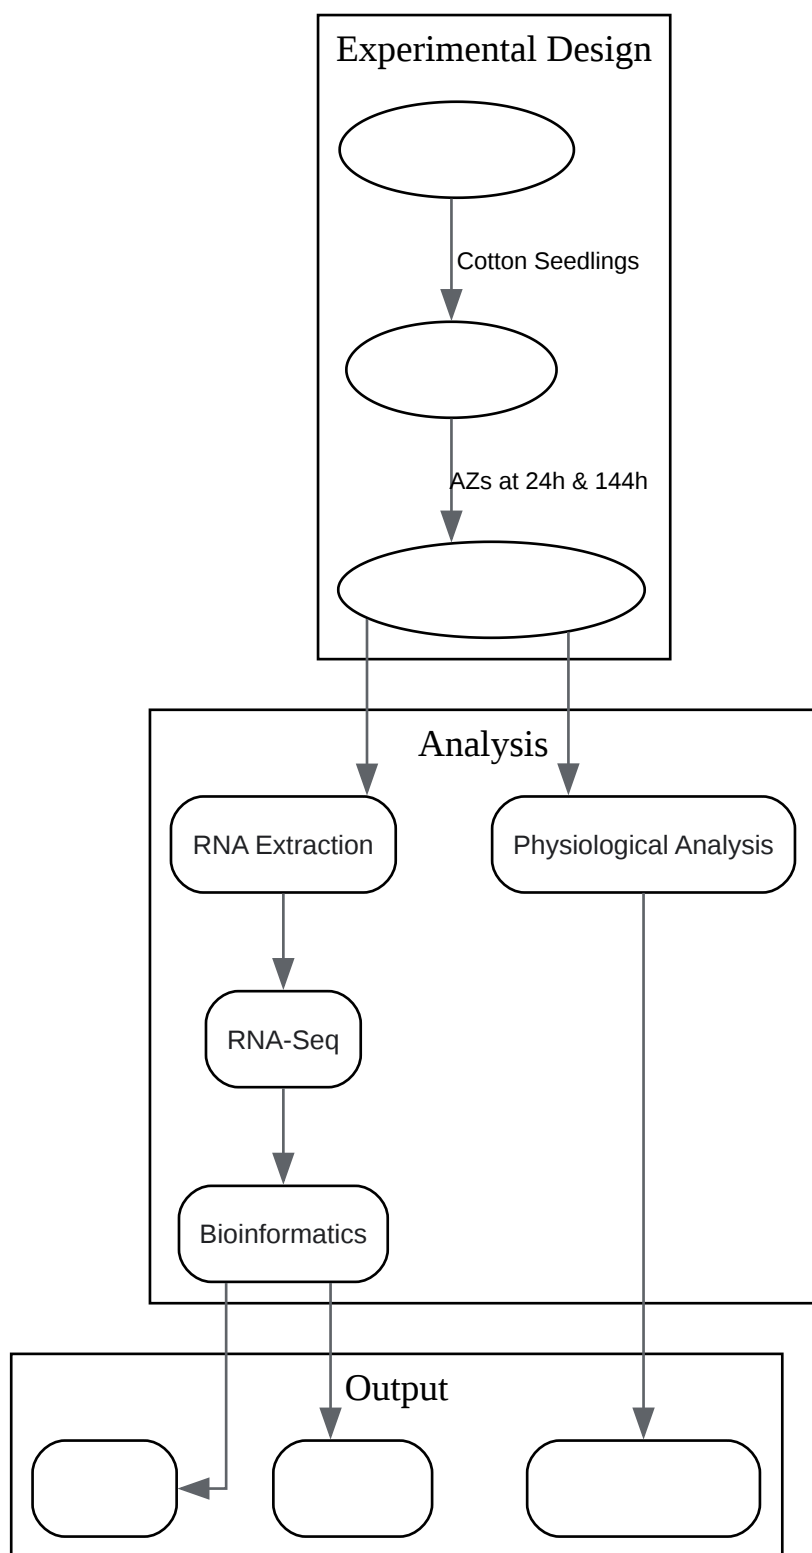 Experimental Design
Cotton Seedlings
AZs at 24h & 144h
Analysis
RNA Extraction
Physiological Analysis
RNA-Seq
Bioinformatics
Output